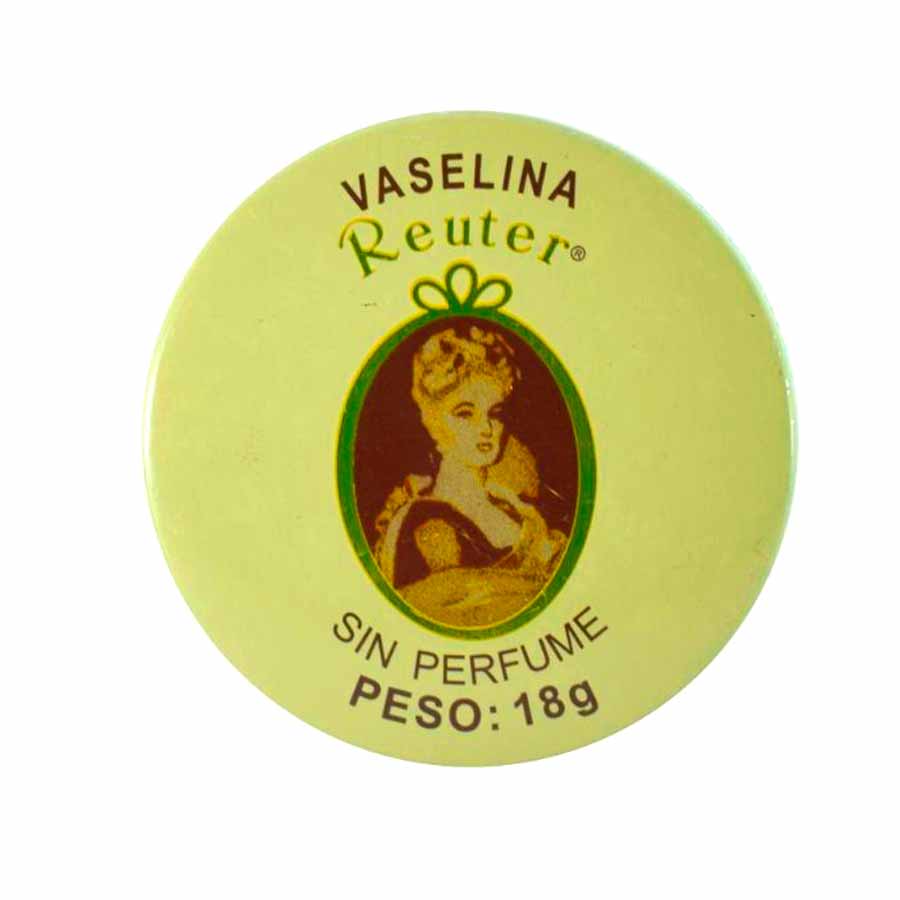 VASELINA
Reuter®
SIN PERFUME
PESO: 18g